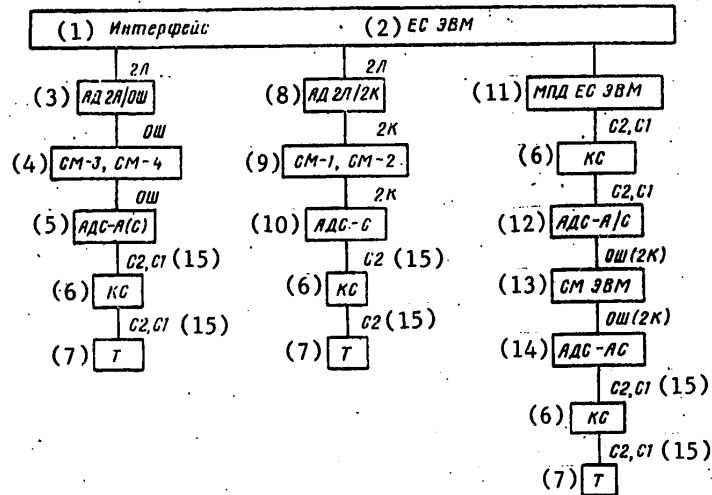 (1) Интерфейс (2) ЕС ЭВМ
2Л
(3) АД 2Л/ОШ
ОШ
(4) СМ-3, СМ-4
ОШ
(5) АДС-А(С)
С2,С1 (15)
(6) КС
С2,С1 (15)
(7) Т
2Л
(8) АД 2Л/2К
2К
(9) СМ-1, СМ-2
2К
(10) АДС-С
С2 (15)
(6) КС
С2 (15)
(7) Т
(11) МПД ЕС ЭВМ
С2,С1
(6) КС
С2,С1
(12) АДС-А/С
ОШ(2К)
(13) СМ ЭВМ
ОШ(2К)
(14) АДС-АС
С2,С1 (15)
(6) КС
С2,С1 (15)
(7) Т